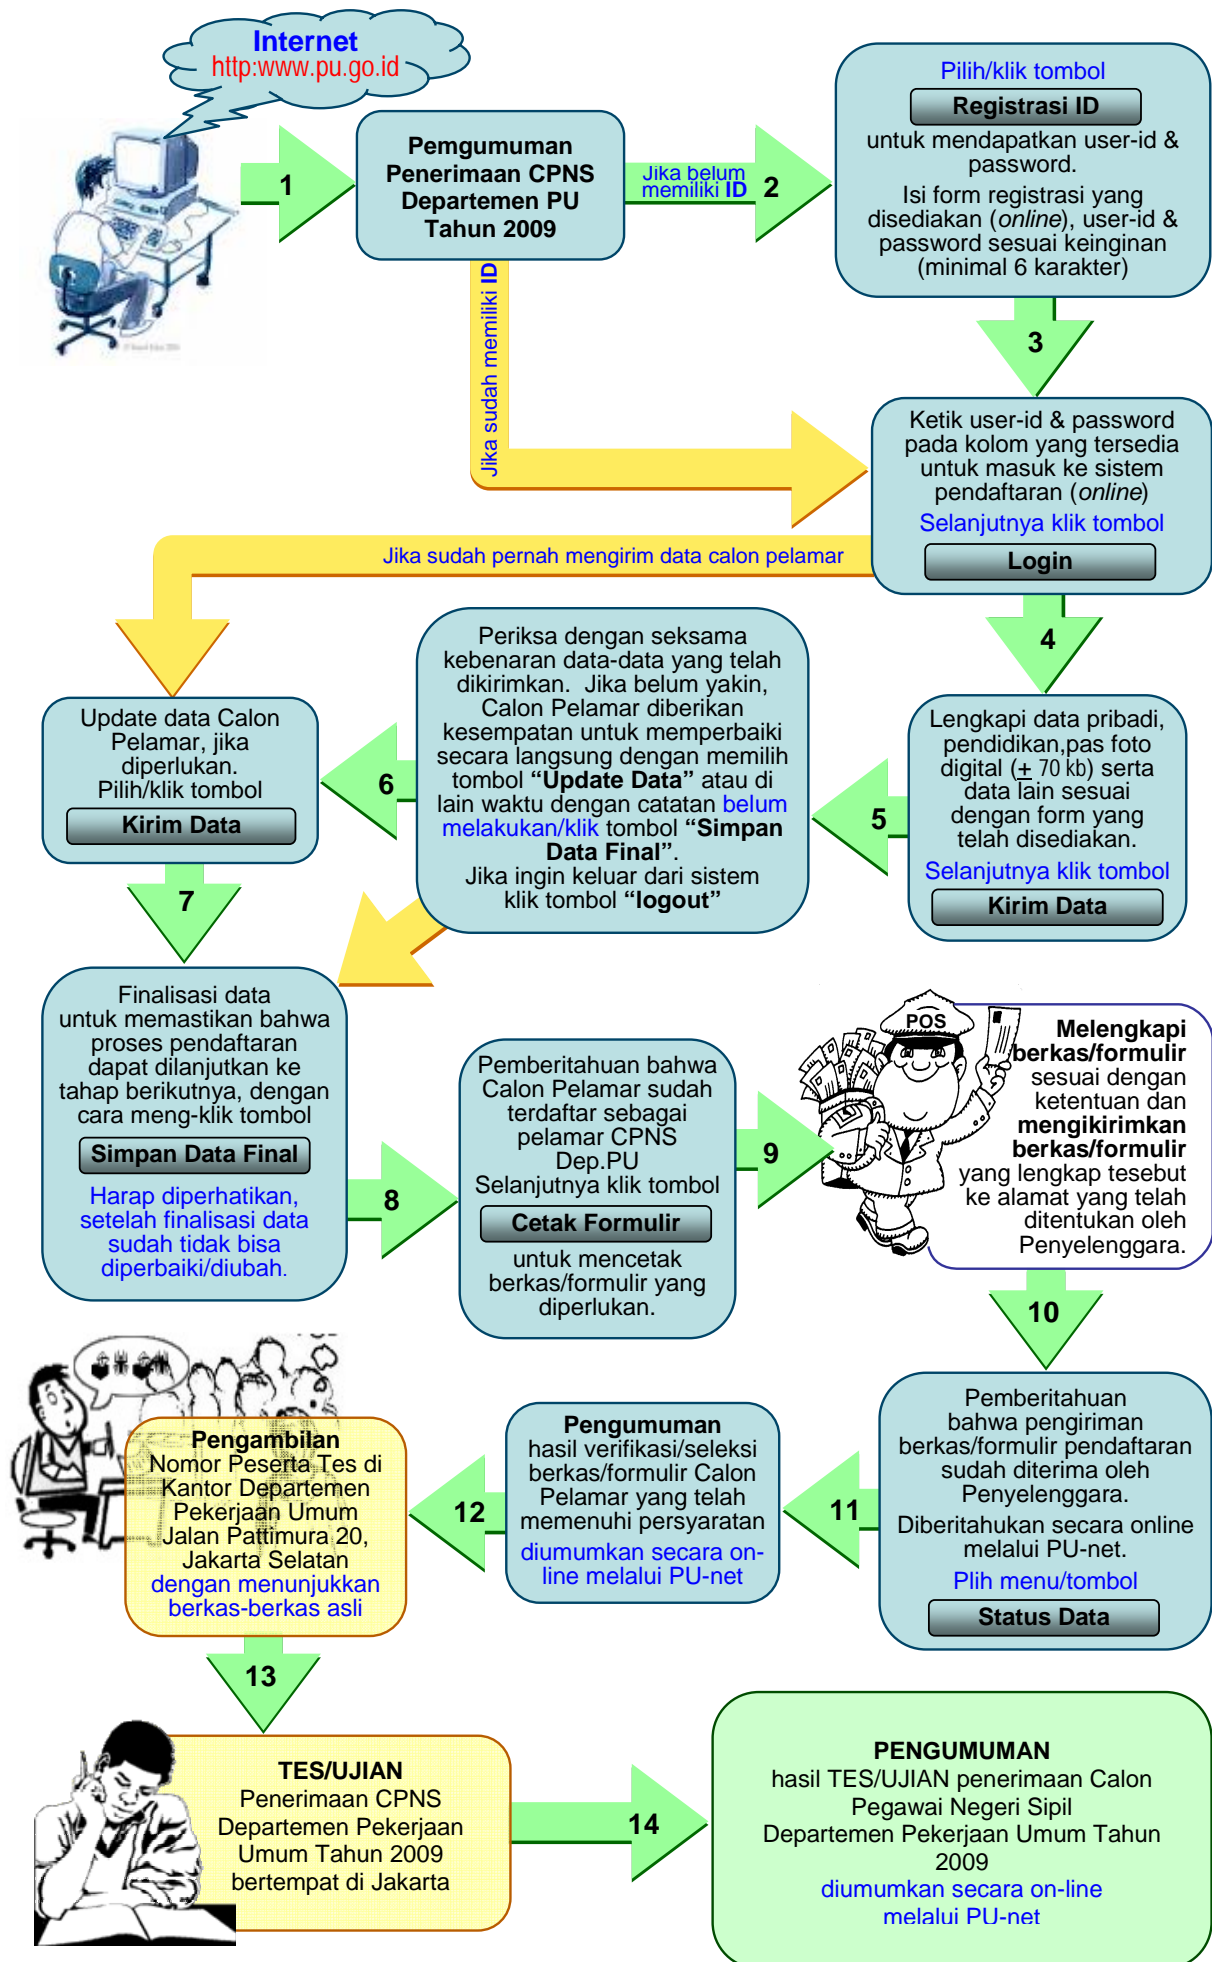 Internet
http:www.pu.go.id
1
Pemgumuman
Penerimaan CPNS
Departemen PU
Tahun 2009
Jika belum
memiliki ID
2
Pilih/klik tombol
Registrasi ID
untuk mendapatkan user-id &
password.
Isi form registrasi yang
disediakan (online), user-id &
password sesuai keinginan
(minimal 6 karakter)
Jika sudah memiliki ID
3
Ketik user-id & password
pada kolom yang tersedia
untuk masuk ke sistem
pendaftaran (online)
Selanjutnya klik tombol
Login
Jika sudah pernah mengirim data calon pelamar
4
Lengkapi data pribadi,
pendidikan,pas foto
digital (+ 70 kb) serta
data lain sesuai
dengan form yang
telah disediakan.
Selanjutnya klik tombol
Kirim Data
5
Periksa dengan seksama
kebenaran data-data yang telah
dikirimkan.  Jika belum yakin,
Calon Pelamar diberikan
kesempatan untuk memperbaiki
secara langsung dengan memilih
tombol “Update Data” atau di
lain waktu dengan catatan belum
melakukan/klik tombol “Simpan
Data Final”.
Jika ingin keluar dari sistem
klik tombol “logout”
6
Update data Calon
Pelamar, jika
diperlukan.
Pilih/klik tombol
Kirim Data
7
Finalisasi data
untuk memastikan bahwa
proses pendaftaran
dapat dilanjutkan ke
tahap berikutnya, dengan
cara meng-klik tombol
Simpan Data Final
Harap diperhatikan,
setelah finalisasi data
sudah tidak bisa
diperbaiki/diubah.
8
Pemberitahuan bahwa
Calon Pelamar sudah
terdaftar sebagai
pelamar CPNS
Dep.PU
Selanjutnya klik tombol
Cetak Formulir
untuk mencetak
berkas/formulir yang
diperlukan.
9
POS
Melengkapi
berkas/formulir
sesuai dengan
ketentuan dan
mengikirimkan
berkas/formulir
yang lengkap tesebut
ke alamat yang telah
ditentukan oleh
Penyelenggara.
10
Pemberitahuan
bahwa pengiriman
berkas/formulir pendaftaran
sudah diterima oleh
Penyelenggara.
Diberitahukan secara online
melalui PU-net.
Plih menu/tombol
Status Data
11
Pengumuman
hasil verifikasi/seleksi
berkas/formulir Calon
Pelamar yang telah
memenuhi persyaratan
diumumkan secara on-
line melalui PU-net
12
Pengambilan
Nomor Peserta Tes di
Kantor Departemen
Pekerjaan Umum
Jalan Pattimura 20,
Jakarta Selatan
dengan menunjukkan
berkas-berkas asli
13
TES/UJIAN
Penerimaan CPNS
Departemen Pekerjaan
Umum Tahun 2009
bertempat di Jakarta
14
PENGUMUMAN
hasil TES/UJIAN penerimaan Calon
Pegawai Negeri Sipil
Departemen Pekerjaan Umum Tahun
2009
diumumkan secara on-line
melalui PU-net